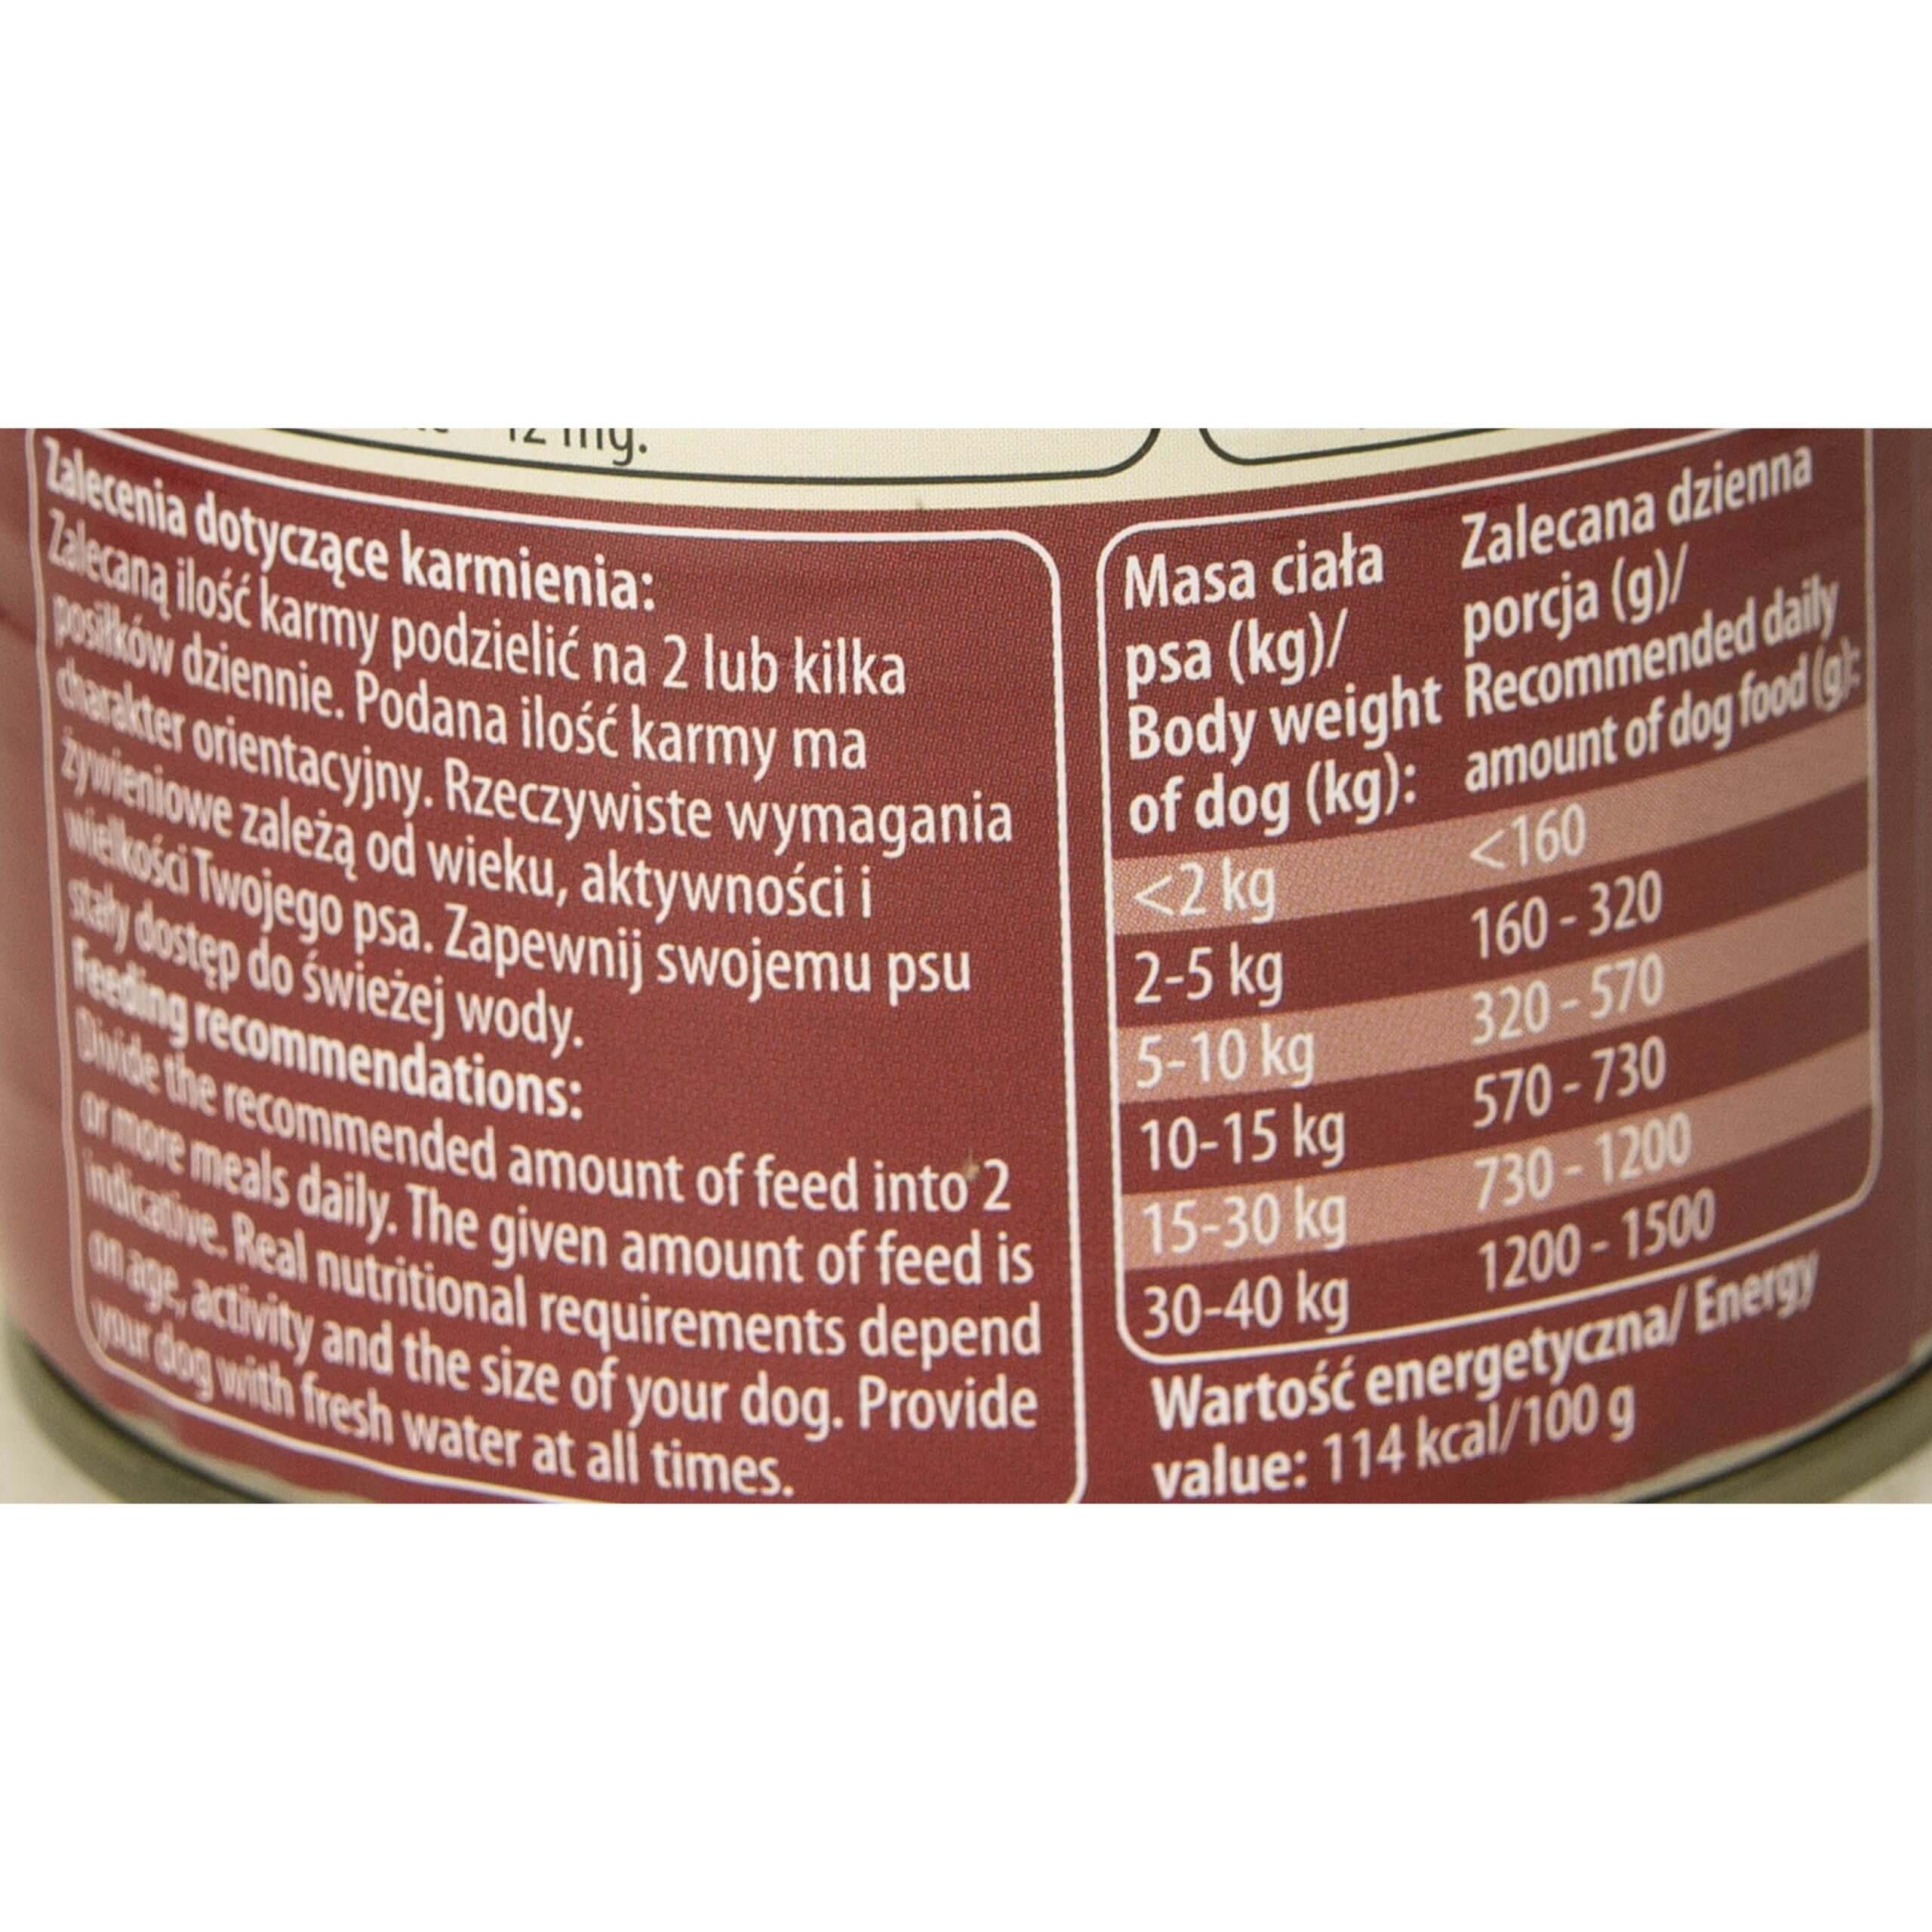 12 mg.
Zalecenia dotyczące karmienia:
Zalecaną ilość karmy podzielić na 2 lub kilka
posiłków dziennie. Podana ilość karmy ma
charakter orientacyjny. Rzeczywiste wymagania
żywieniowe zależą od wieku, aktywności i
wielkości Twojego psa. Zapewnij swojemu psu
stały dostęp do świeżej wody.
Feeding recommendations:
Divide the recommended amount of feed into 2
or more meals daily. The given amount of feed is
indicative. Real nutritional requirements depend
on age, activity and the size of your dog. Provide
your dog with fresh water at all times.
Masa ciała
psa (kg)/
Body weight
of dog (kg):
Zalecana dzienna
porcja (g)/
Recommended daily
amount of dog food (g):
<2 kg <160
2-5 kg 160 - 320
5-10 kg 320 - 570
10-15 kg 570 - 730
15-30 kg 730 - 1200
30-40 kg 1200 - 1500
Wartość energetyczna/ Energy
value: 114 kcal/100 g